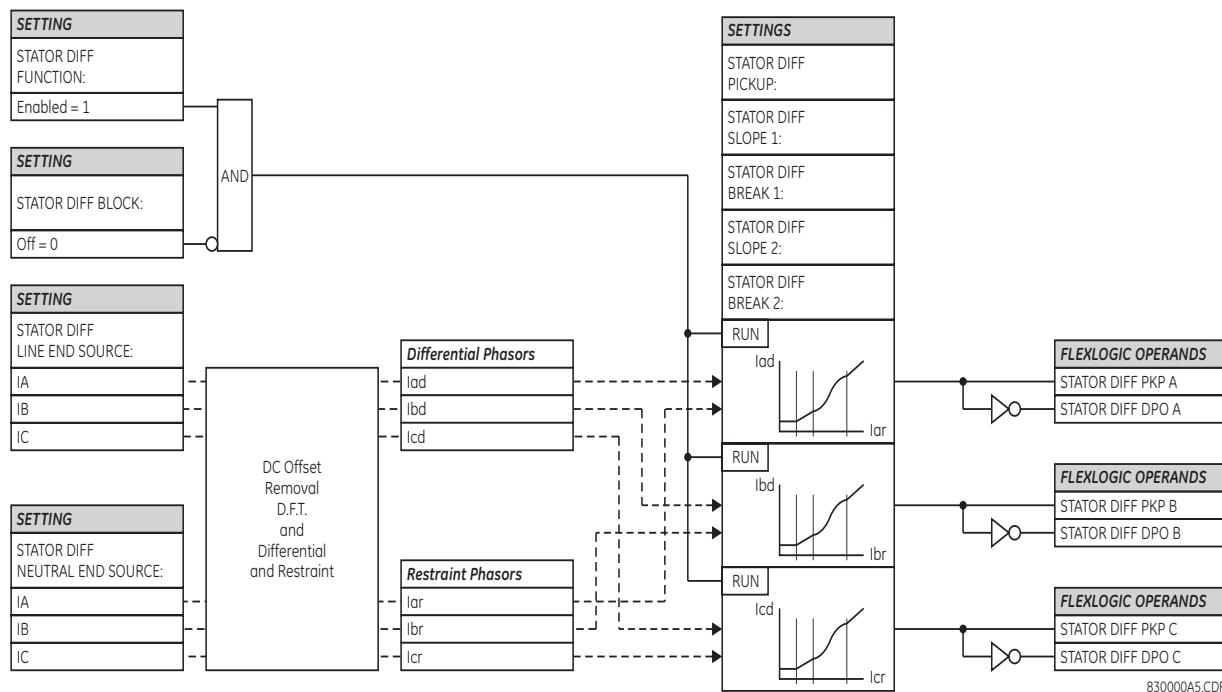 SETTING
STATOR DIFF
FUNCTION:
Enabled = 1
SETTING
STATOR DIFF BLOCK:
Off = 0
AND
SETTING
STATOR DIFF
LINE END SOURCE:
IA
IB
IC
SETTING
STATOR DIFF
NEUTRAL END SOURCE:
IA
IB
IC
DC Offset
Removal
D.F.T.
and
Differential
and Restraint
Differential Phasors
Iad
Ibd
Icd
Restraint Phasors
Iar
Ibr
Icr
SETTINGS
STATOR DIFF
PICKUP:
STATOR DIFF
SLOPE 1:
STATOR DIFF
BREAK 1:
STATOR DIFF
SLOPE 2:
STATOR DIFF
BREAK 2:
RUN
Iad
Iar
RUN
Ibd
Ibr
RUN
Icd
Icr
FLEXLOGIC OPERANDS
STATOR DIFF PKP A
STATOR DIFF DPO A
FLEXLOGIC OPERANDS
STATOR DIFF PKP B
STATOR DIFF DPO B
FLEXLOGIC OPERANDS
STATOR DIFF PKP C
STATOR DIFF DPO C
830000A5.CDR